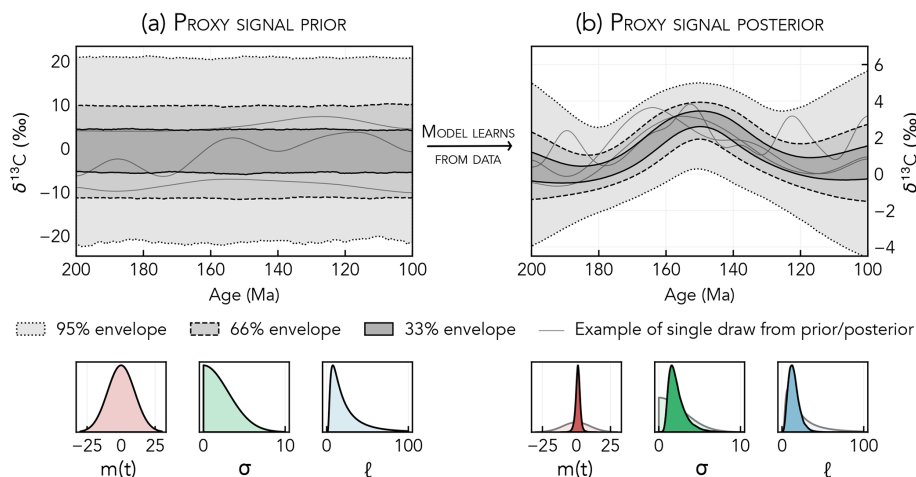 (a) PROXY SIGNAL PRIOR
(b) PROXY SIGNAL POSTERIOR
20
10
0
−10
−20
δ¹³C (‰)
200 180 160 140 120 100
Age (Ma)
MODEL LEARNS
FROM DATA
6
4
2
0
−2
−4
δ¹³C (‰)
200 180 160 140 120 100
Age (Ma)
95% envelope 66% envelope 33% envelope Example of single draw from prior/posterior
−25 0 25
m(t)
0 10
σ
0 100
ℓ
−25 0 25
m(t)
0 10
σ
0 100
ℓ